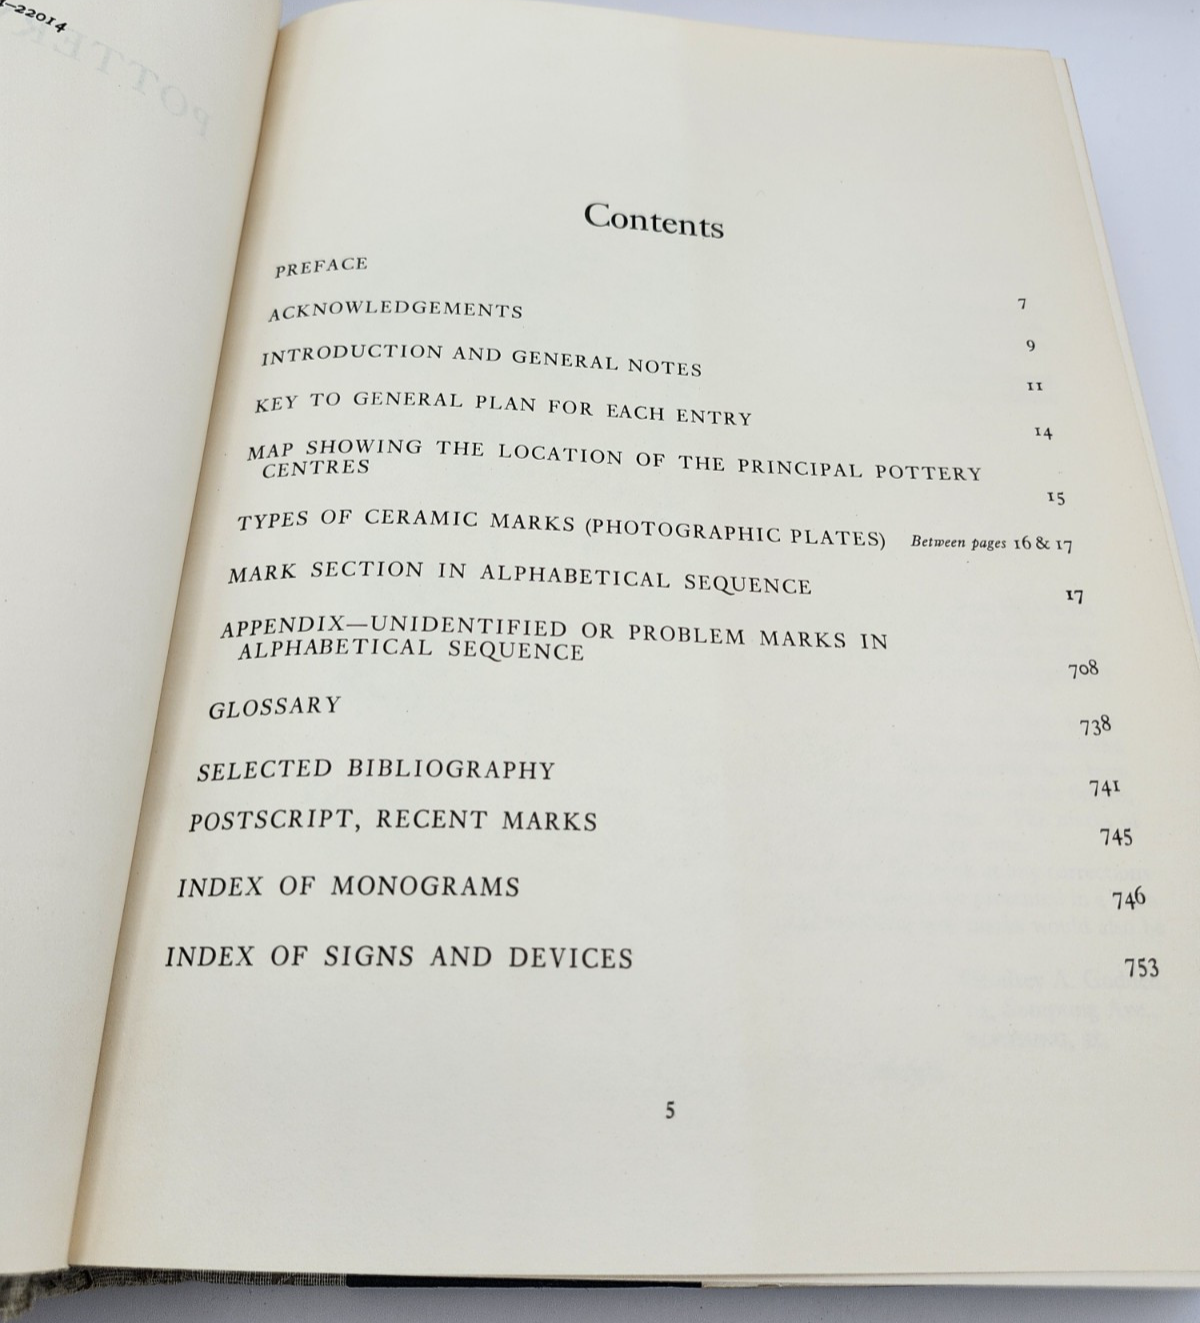 -22014
POTTER
Contents
PREFACE 7
ACKNOWLEDGEMENTS 9
INTRODUCTION AND GENERAL NOTES 11
KEY TO GENERAL PLAN FOR EACH ENTRY 14
MAP SHOWING THE LOCATION OF THE PRINCIPAL POTTERY
CENTRES 15
TYPES OF CERAMIC MARKS (PHOTOGRAPHIC PLATES) Between pages 16 & 17
MARK SECTION IN ALPHABETICAL SEQUENCE 17
APPENDIX—UNIDENTIFIED OR PROBLEM MARKS IN
ALPHABETICAL SEQUENCE 708
GLOSSARY 738
SELECTED BIBLIOGRAPHY 741
POSTSCRIPT, RECENT MARKS 745
INDEX OF MONOGRAMS 746
INDEX OF SIGNS AND DEVICES 753
5